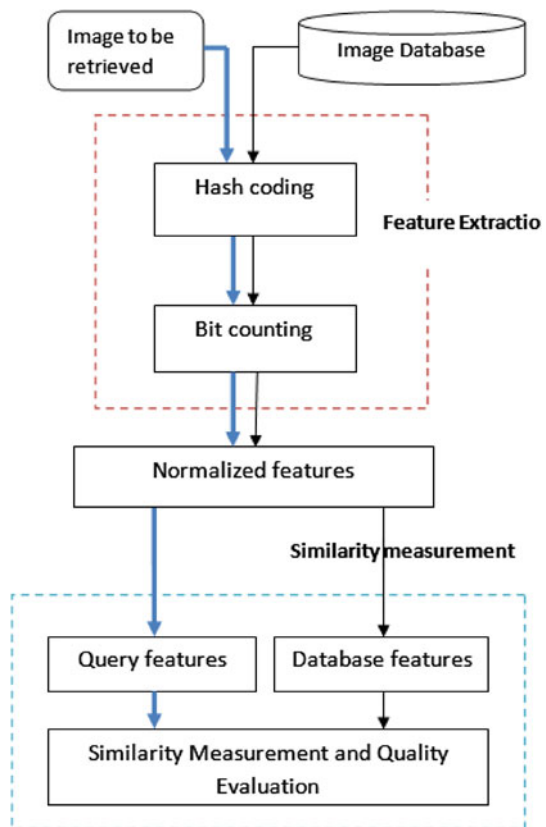 Image to be
retrieved
Image Database
Hash coding
Feature Extractio
Bit counting
Normalized features
Similarity measurement
Query features
Database features
Similarity Measurement and Quality
Evaluation